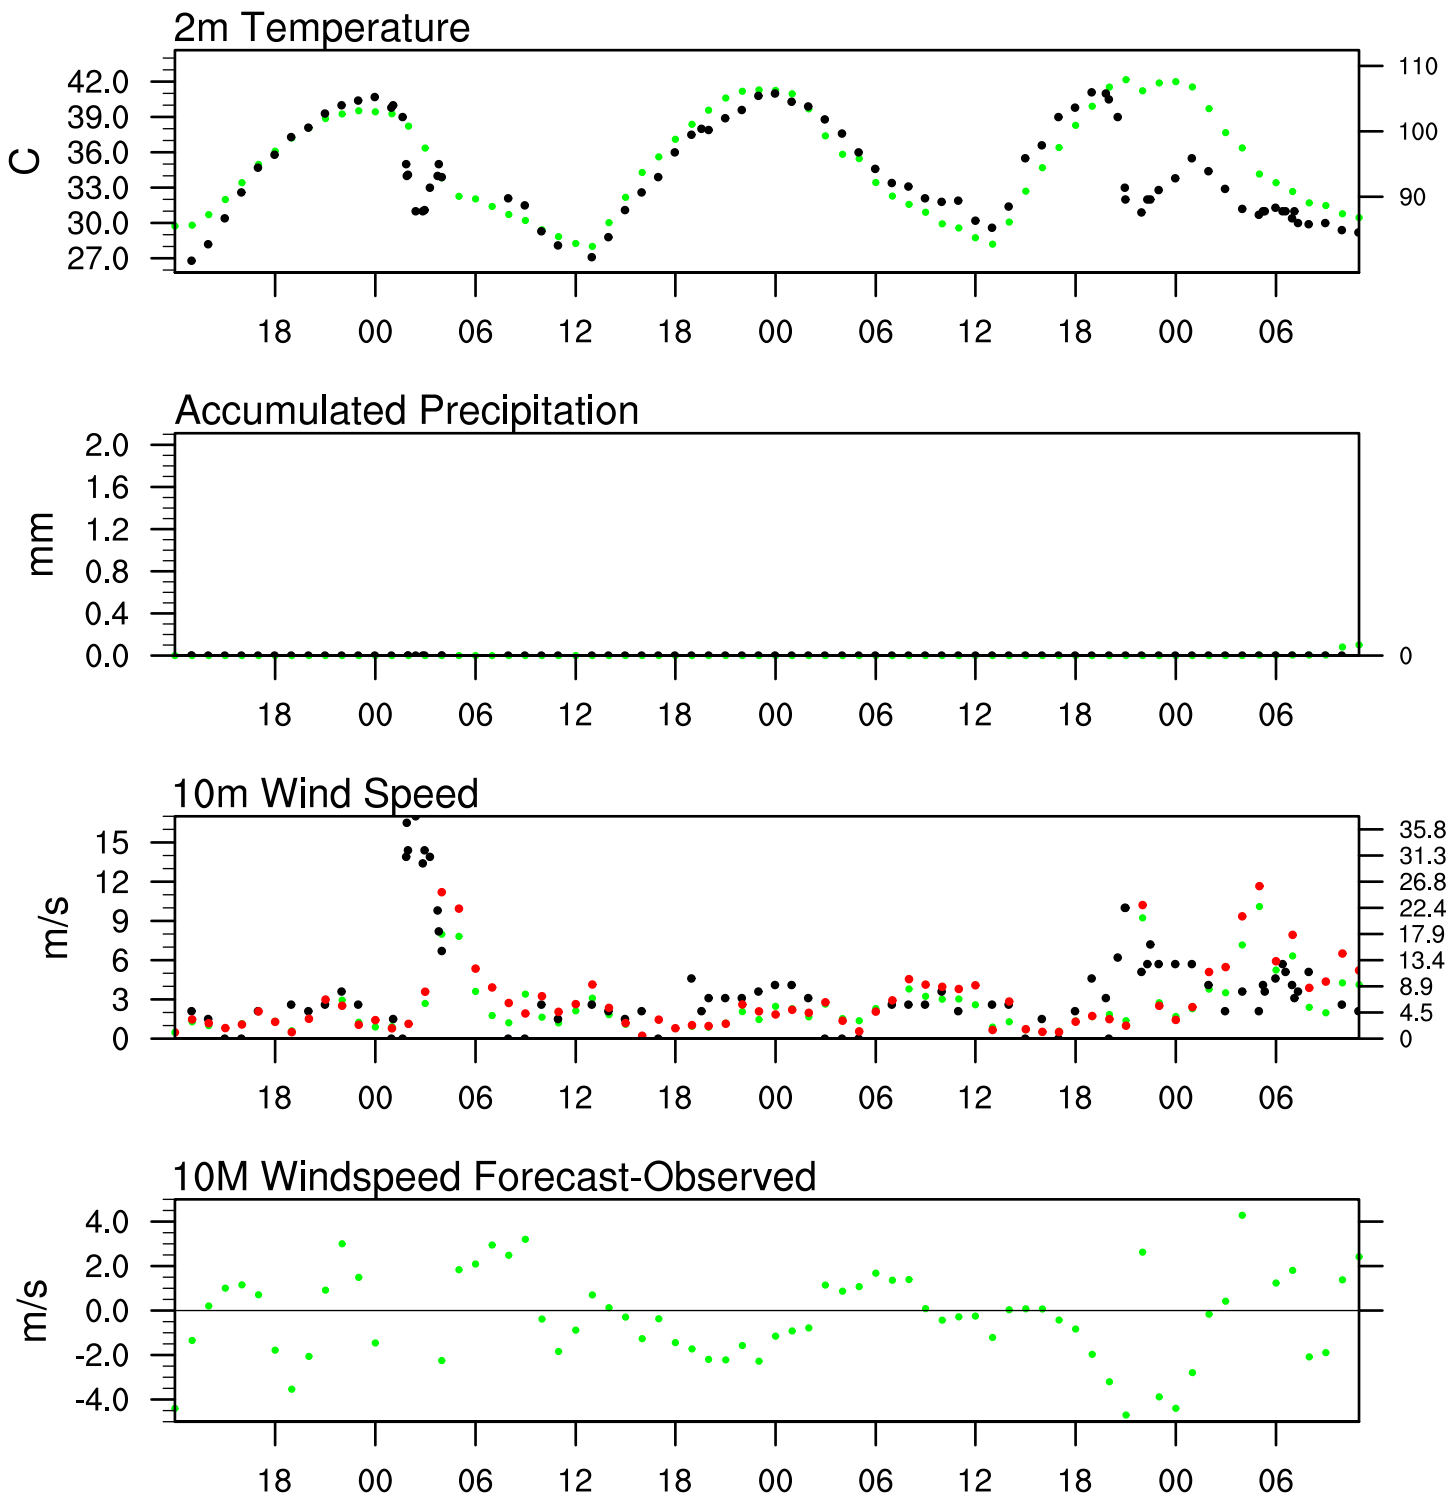 2m Temperature
42.0 110
39.0 100
36.0
33.0 90
30.0
27.0
C
18 00 06 12 18 00 06 12 18 00 06
Accumulated Precipitation
2.0
1.6
1.2
0.8
0.4
0.0 0
mm
18 00 06 12 18 00 06 12 18 00 06
10m Wind Speed
15 35.8
31.3
12 26.8
9 22.4
17.9
6 13.4
3 8.9
4.5
0 0
m/s
18 00 06 12 18 00 06 12 18 00 06
10M Windspeed Forecast-Observed
4.0
2.0
0.0
-2.0
-4.0
m/s
18 00 06 12 18 00 06 12 18 00 06